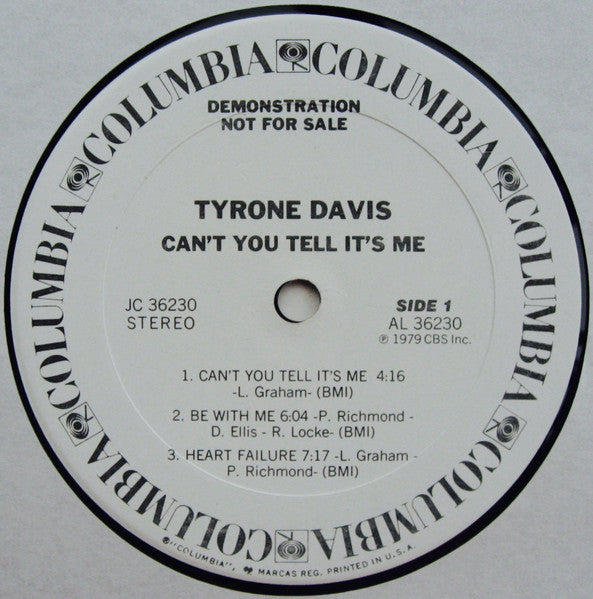 COLUMBIA COLUMBIA COLUMBIA COLUMBIA COLUMBIA COLUMBIA COLUMBIA COLUMBIA
DEMONSTRATION
NOT FOR SALE
TYRONE DAVIS
CAN'T YOU TELL IT'S ME
JC 36230
STEREO
SIDE 1
AL 36230
℗ 1979 CBS Inc.
1. CAN'T YOU TELL IT'S ME 4:16
-L. Graham- (BMI)
2. BE WITH ME 6:04 -P. Richmond -
D. Ellis - R. Locke- (BMI)
3. HEART FAILURE 7:17 -L. Graham -
P. Richmond- (BMI)
®"COLUMBIA", MARCAS REG. PRINTED IN U.S.A.